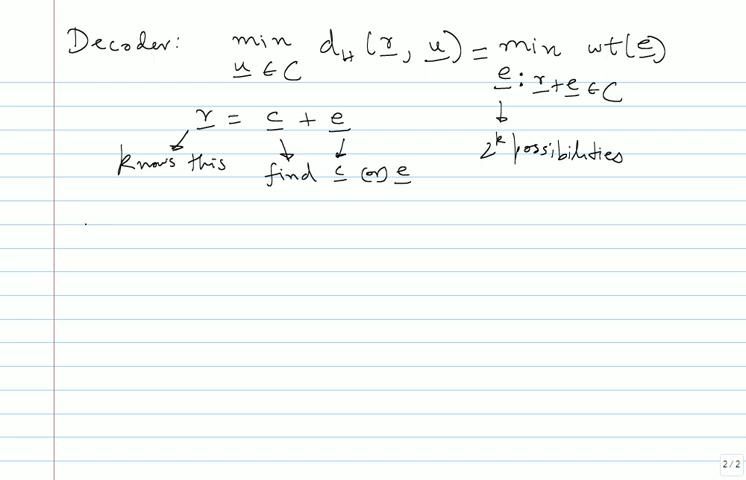 Decoder: min d_H (r, u) = min wt(e)
u ∈ C e : r+e ∈ C
r = c + e
2^k possibilities
knows this find c (or) e
2/2